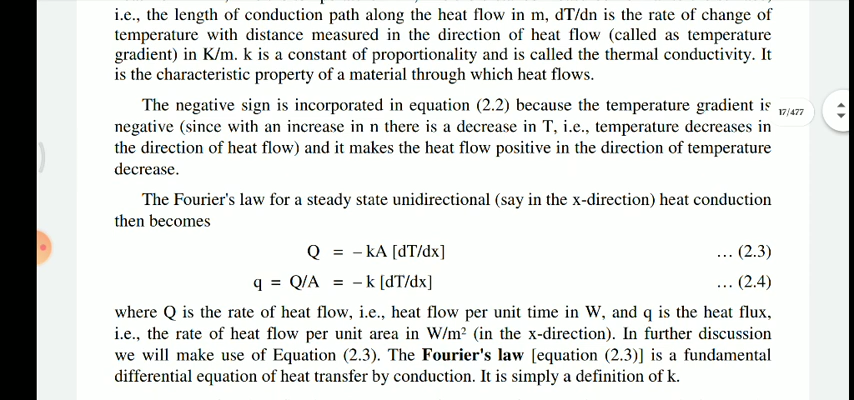 i.e., the length of conduction path along the heat flow in m, dT/dn is the rate of change of
temperature with distance measured in the direction of heat flow (called as temperature
gradient) in K/m. k is a constant of proportionality and is called the thermal conductivity. It
is the characteristic property of a material through which heat flows.
The negative sign is incorporated in equation (2.2) because the temperature gradient is
17/477
negative (since with an increase in n there is a decrease in T, i.e., temperature decreases in
the direction of heat flow) and it makes the heat flow positive in the direction of temperature
decrease.
The Fourier's law for a steady state unidirectional (say in the x-direction) heat conduction
then becomes
Q = – kA [dT/dx] ... (2.3)
q = Q/A = – k [dT/dx] ... (2.4)
where Q is the rate of heat flow, i.e., heat flow per unit time in W, and q is the heat flux,
i.e., the rate of heat flow per unit area in W/m² (in the x-direction). In further discussion
we will make use of Equation (2.3). The Fourier's law [equation (2.3)] is a fundamental
differential equation of heat transfer by conduction. It is simply a definition of k.